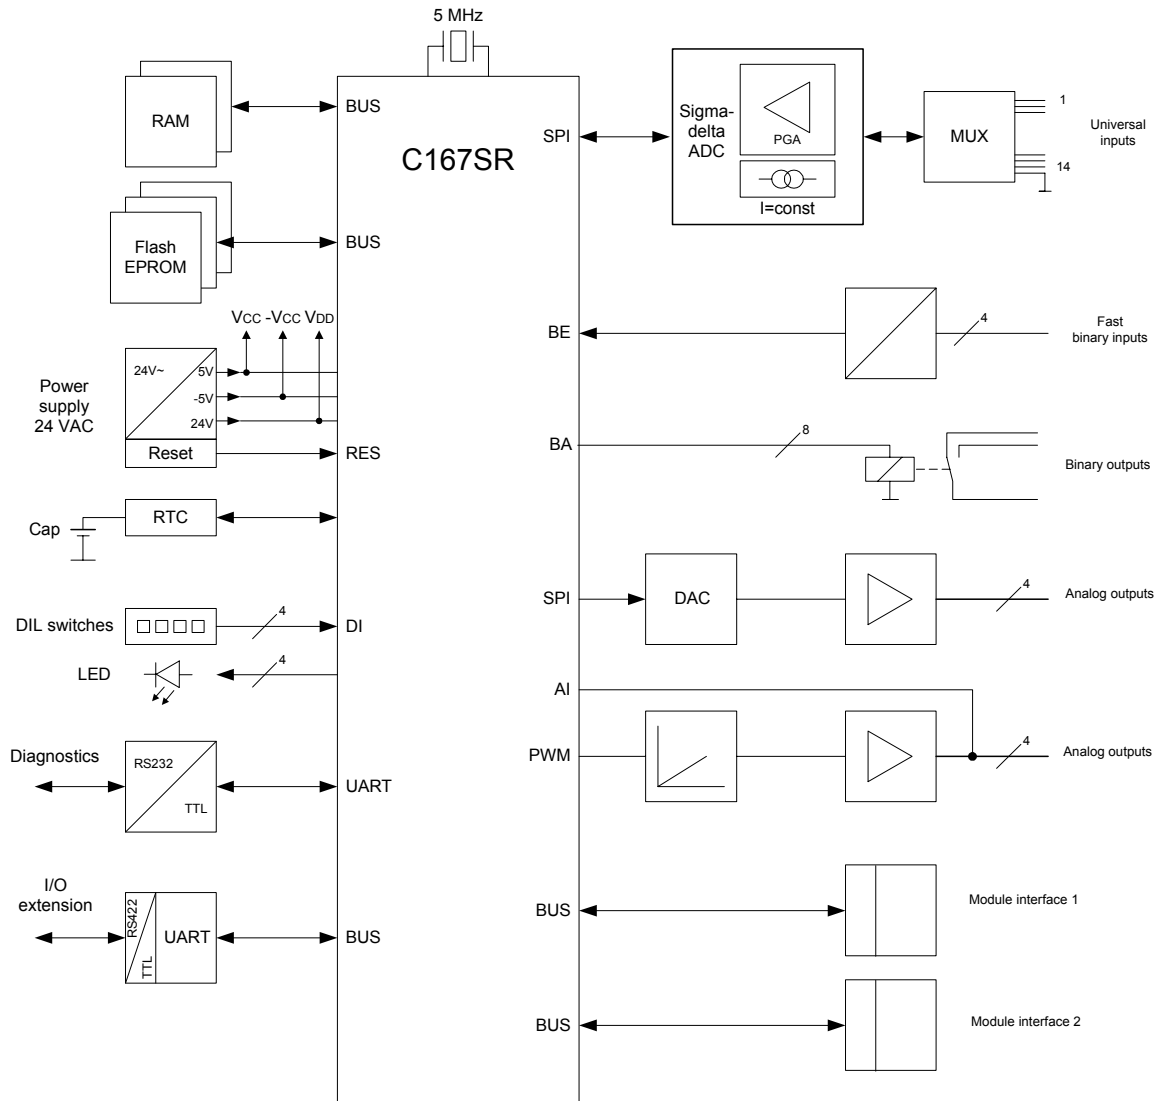 5 MHz
RAM
BUS
C167SR
SPI
Sigma-
delta
ADC
PGA
I=const
MUX
1
14
Universal
inputs
Flash
EPROM
BUS
VCC -VCC VDD
BE
4
Fast
binary inputs
Power
supply
24 VAC
24V~
5V
-5V
24V
Reset
RES
BA
8
Binary outputs
Cap
RTC
SPI
DAC
4
Analog outputs
DIL switches
4
DI
LED
4
AI
PWM
4
Analog outputs
Diagnostics
RS232
TTL
UART
I/O
extension
RS422
TTL
UART
BUS
BUS
Module interface 1
BUS
Module interface 2